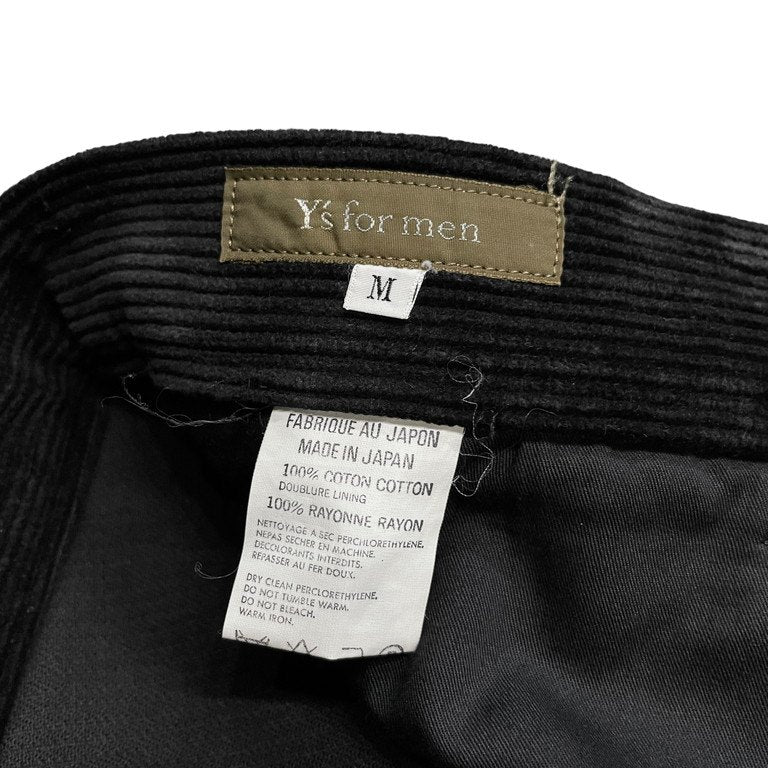 Y's for men
M
FABRIQUE AU JAPON
MADE IN JAPAN
100% COTON COTTON
DOUBLURE LINING
100% RAYONNE RAYON
NETTOYAGE A SEC PERCHLORETHYLENE.
NEPAS SECHER EN MACHINE.
DECOLORANTS INTERDITS.
REPASSER AU FER DOUX.
DRY CLEAN PERCLORETHYLENE.
DO NOT TUMBLE WARM.
DO NOT BLEACH.
WARM IRON.